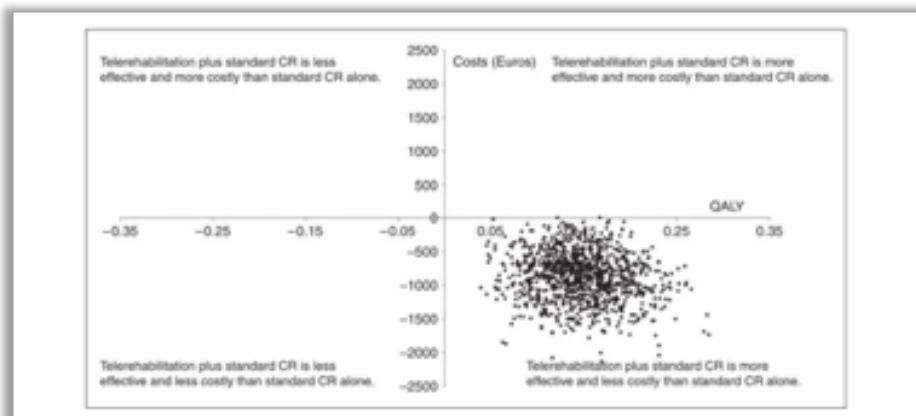 Telerehabilitation plus standard CR is less
effective and more costly than standard CR alone.
2500
Costs (Euros)
Telerehabilitation plus standard CR is more
effective and more costly than standard CR alone.
2000
1500
1000
500
QALY
0
−0.35
−0.25
−0.15
−0.05
0.05
0.25
0.35
−500
−1000
−1500
−2000
Telerehabilitation plus standard CR is less
effective and less costly than standard CR alone.
Telerehabilitation plus standard CR is more
effective and less costly than standard CR alone.
−2500